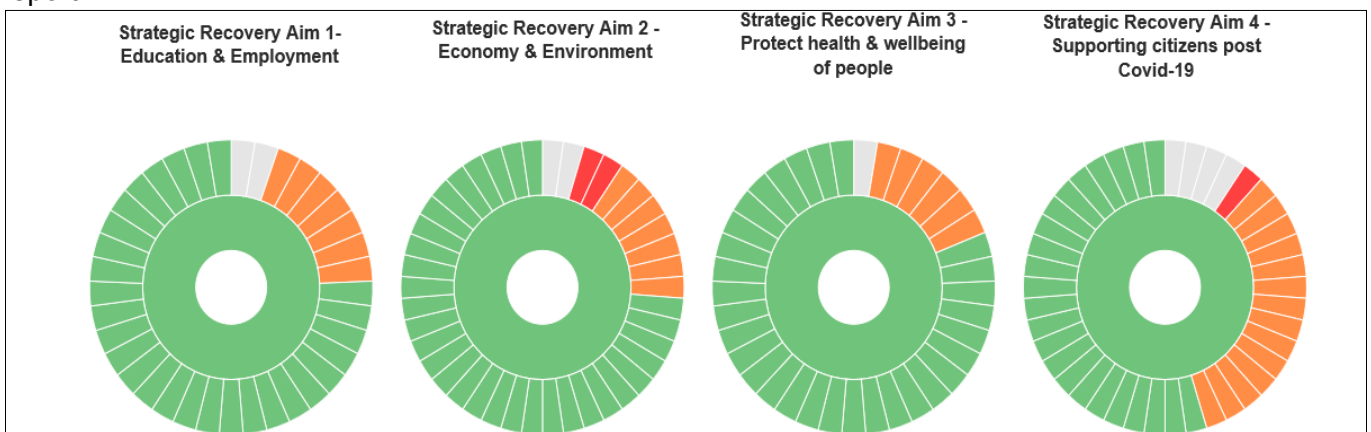 Strategic Recovery Aim 1-
Education & Employment
Strategic Recovery Aim 2 -
Economy & Environment
Strategic Recovery Aim 3 -
Protect health & wellbeing
of people
Strategic Recovery Aim 4 -
Supporting citizens post
Covid-19